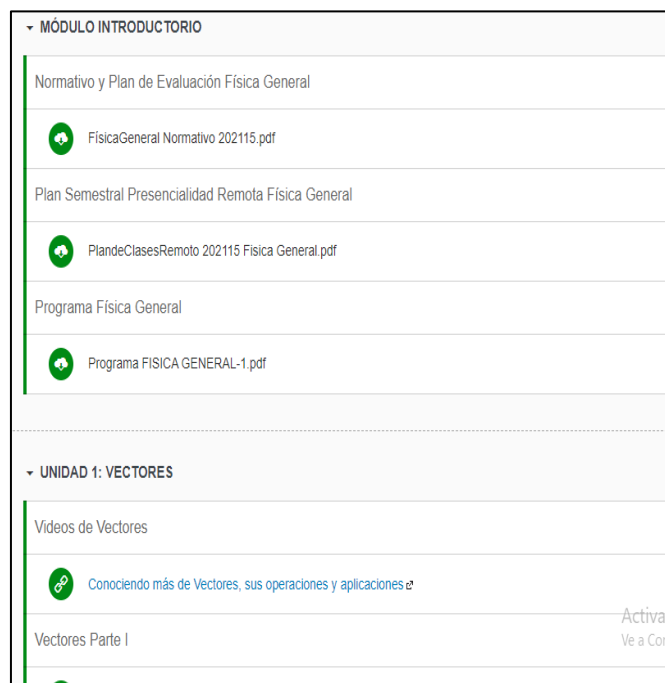 MÓDULO INTRODUCTORIO
Normativo y Plan de Evaluación Física General
FísicaGeneral Normativo 202115.pdf
Plan Semestral Presencialidad Remota Física General
PlandeClasesRemoto 202115 Fisica General.pdf
Programa Física General
Programa FISICA GENERAL-1.pdf
UNIDAD 1: VECTORES
Videos de Vectores
Conociendo más de Vectores, sus operaciones y aplicaciones
Vectores Parte I
Activa
Ve a Con